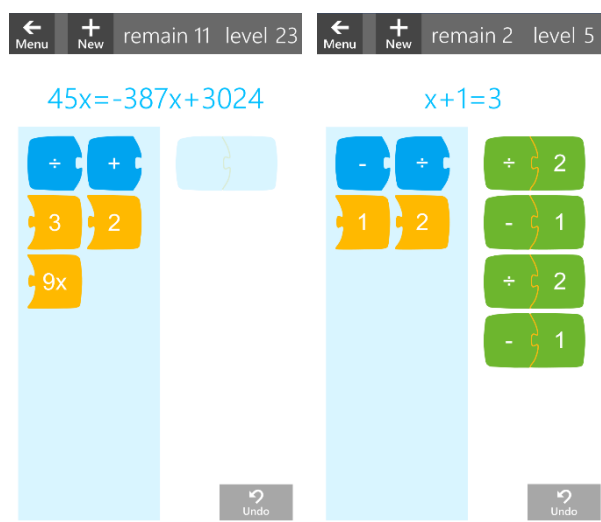 Menu New remain 11 level 23
45x=-387x+3024
÷ +
3 2
9x
Undo
Menu New remain 2 level 5
x+1=3
- ÷ ÷ 2
1 2 - 1
÷ 2
- 1
Undo